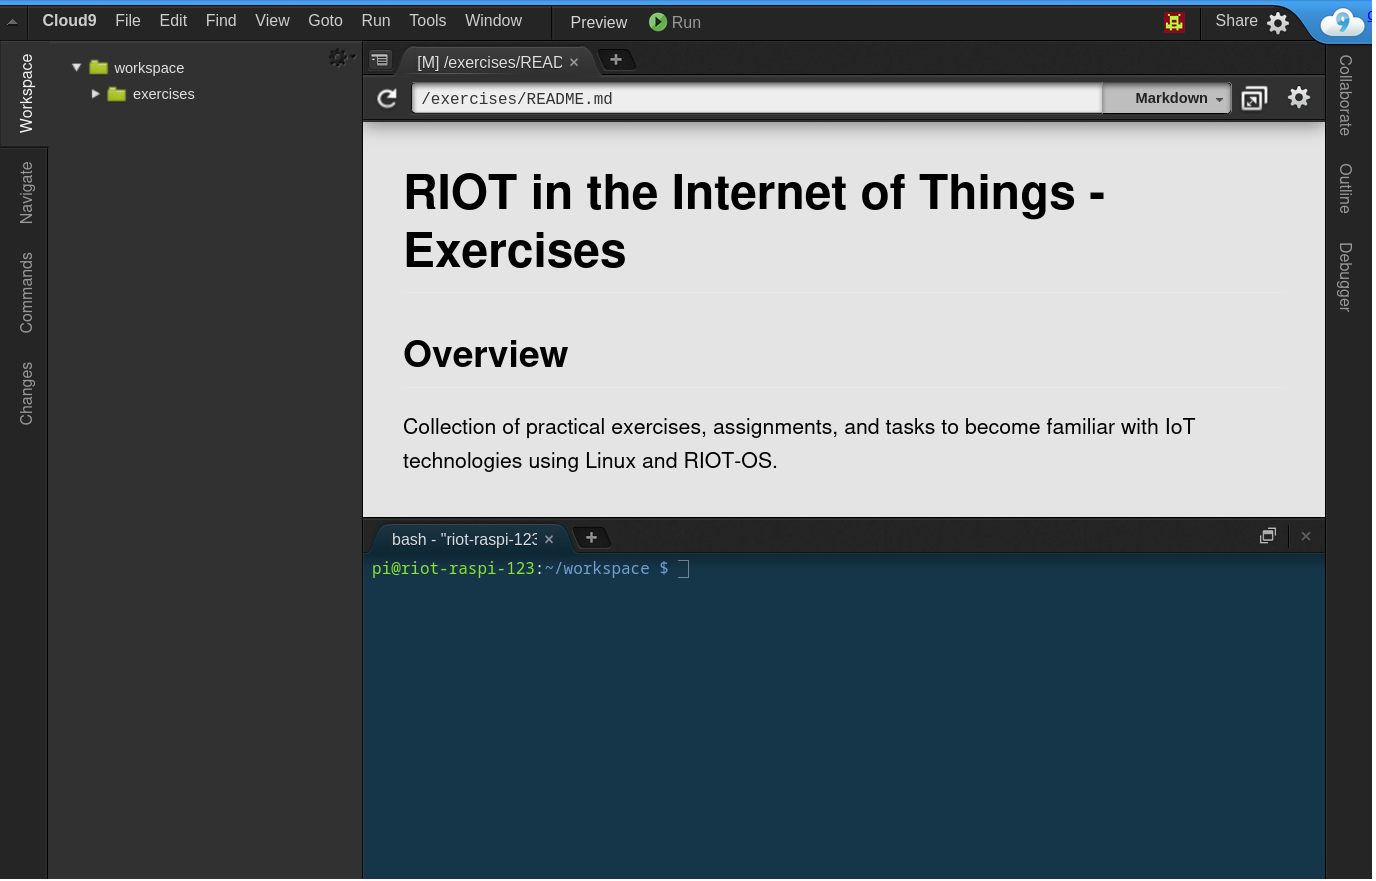 Cloud9 File Edit Find View Goto Run Tools Window Preview Run Share 9
Workspace
Navigate
Commands
Changes
workspace
exercises
[M] /exercises/READ × +
/exercises/README.md Markdown
RIOT in the Internet of Things -
Exercises
Overview
Collection of practical exercises, assignments, and tasks to become familiar with IoT
technologies using Linux and RIOT-OS.
bash - "riot-raspi-123 × +
pi@riot-raspi-123:~/workspace $
Collaborate
Outline
Debugger